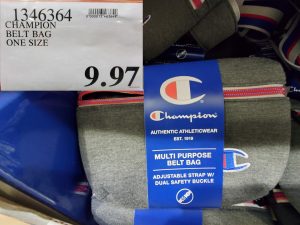 1346364
CHAMPION
BELT BAG
ONE SIZE
9.97
Champion
AUTHENTIC ATHLETICWEAR
EST. 1919
MULTI PURPOSE
BELT BAG
ADJUSTABLE STRAP W/
DUAL SAFETY BUCKLE